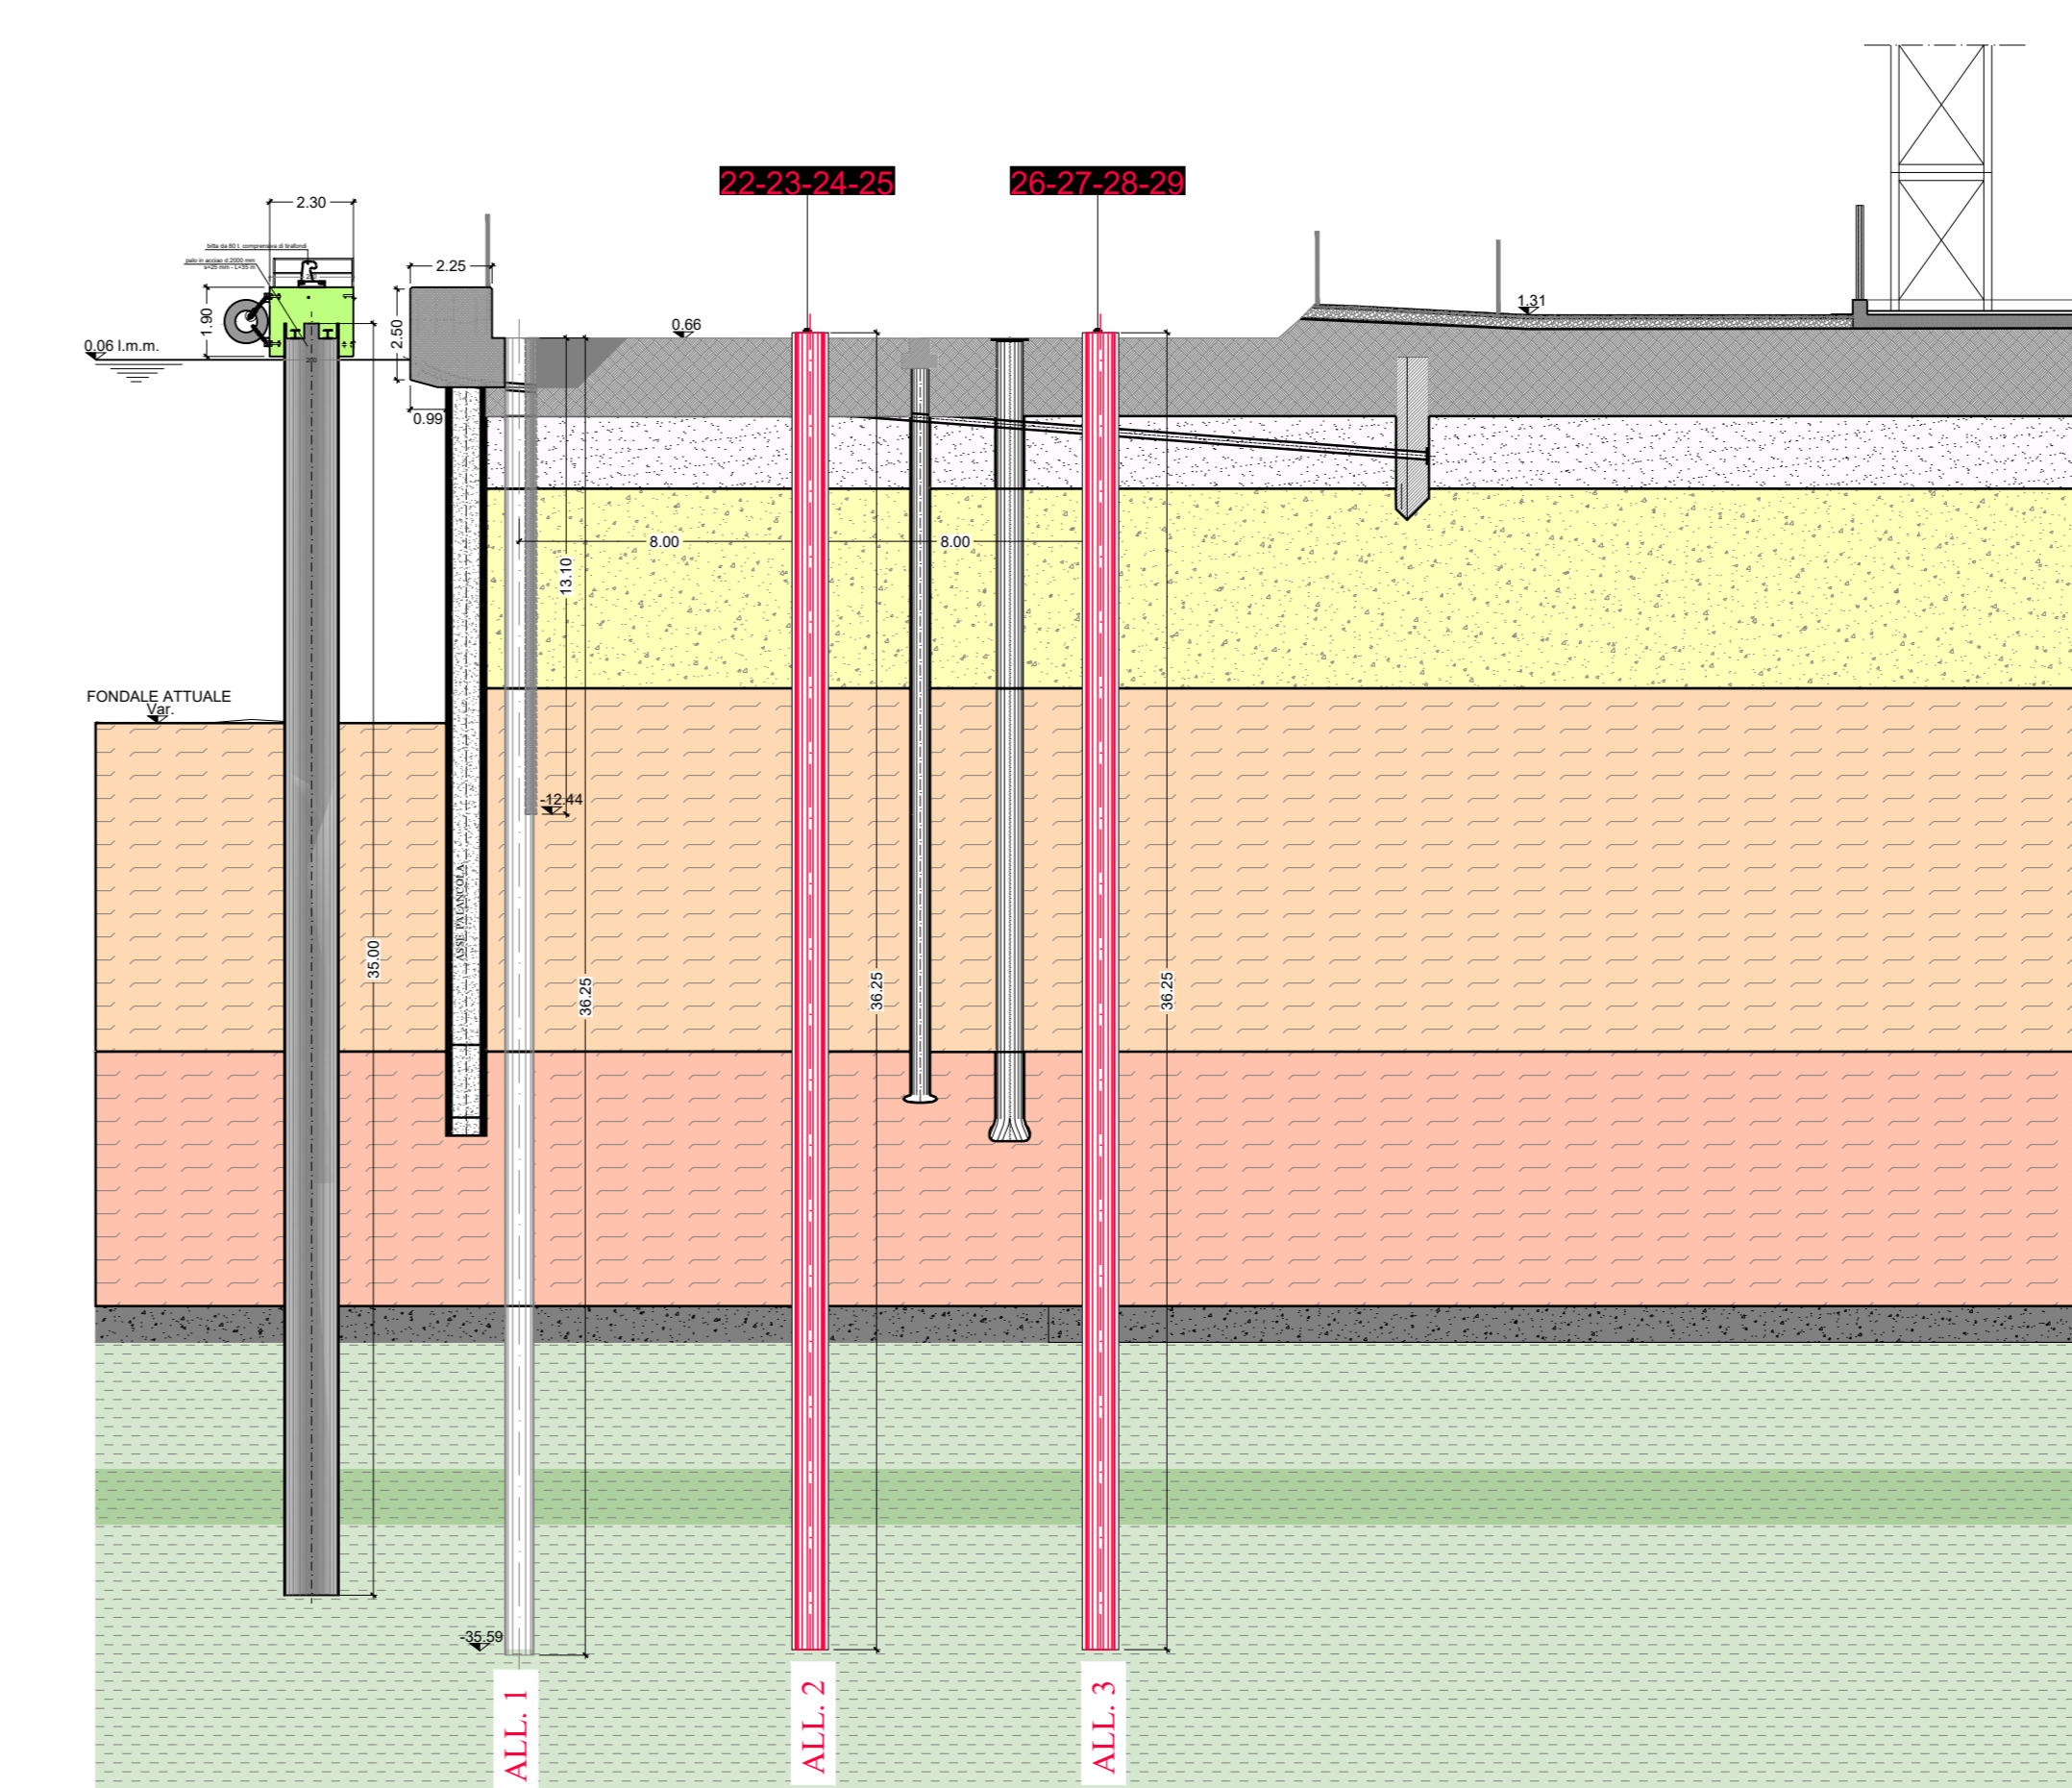 22-23-24-25
26-27-28-29
2.30
bitta da 80 t. comprensiva di tirafondi
palo in acciaio d.2000 mm
s=25 mm - L=35 m
2.25
1.90
2.50
0.06 l.m.m.
0.66
1.31
0.99
8.00
8.00
13.10
FONDALE ATTUALE
Var.
-12.44
ASSE PALANCOLA
35.00
36.25
36.25
36.25
-35.59
ALL. 1
ALL. 2
ALL. 3